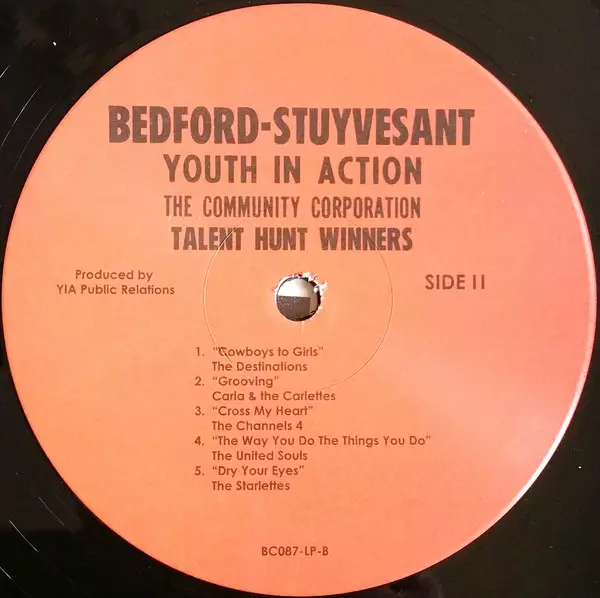 BEDFORD-STUYVESANT
YOUTH IN ACTION
THE COMMUNITY CORPORATION
TALENT HUNT WINNERS
Produced by
YIA Public Relations
SIDE II
1. "Cowboys to Girls"
The Destinations
2. "Grooving"
Carla & the Carlettes
3. "Cross My Heart"
The Channels 4
4. "The Way You Do The Things You Do"
The United Souls
5. "Dry Your Eyes"
The Starlettes
BC087-LP-B